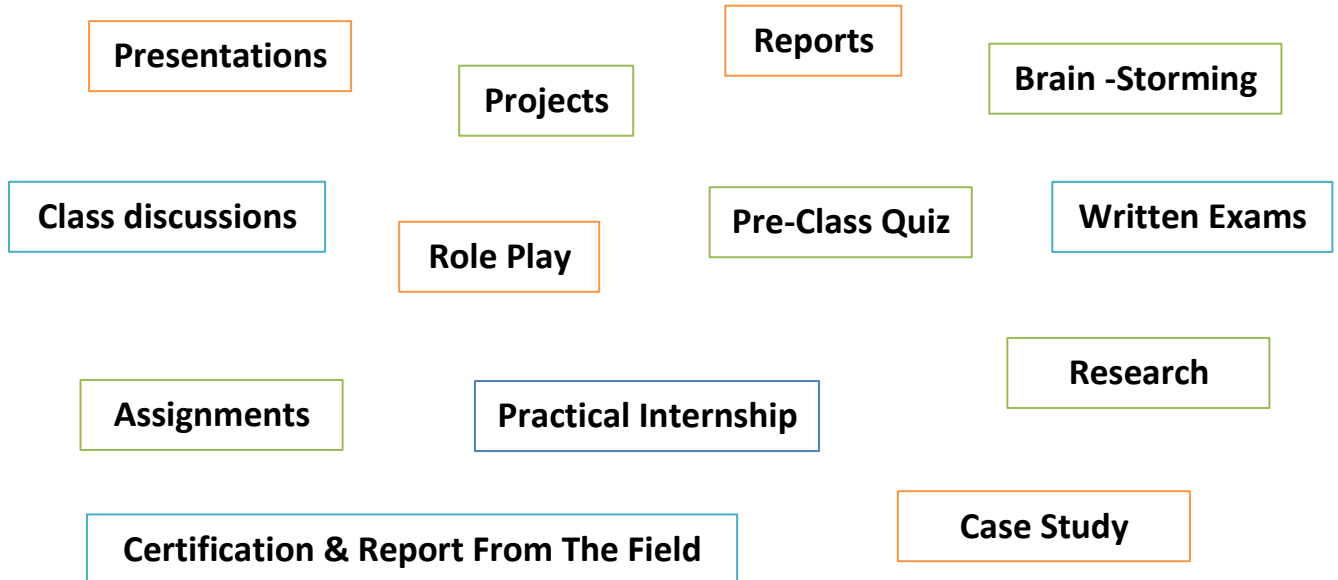 Presentations
Reports
Brain -Storming
Projects
Class discussions
Pre-Class Quiz
Written Exams
Role Play
Research
Assignments
Practical Internship
Case Study
Certification & Report From The Field